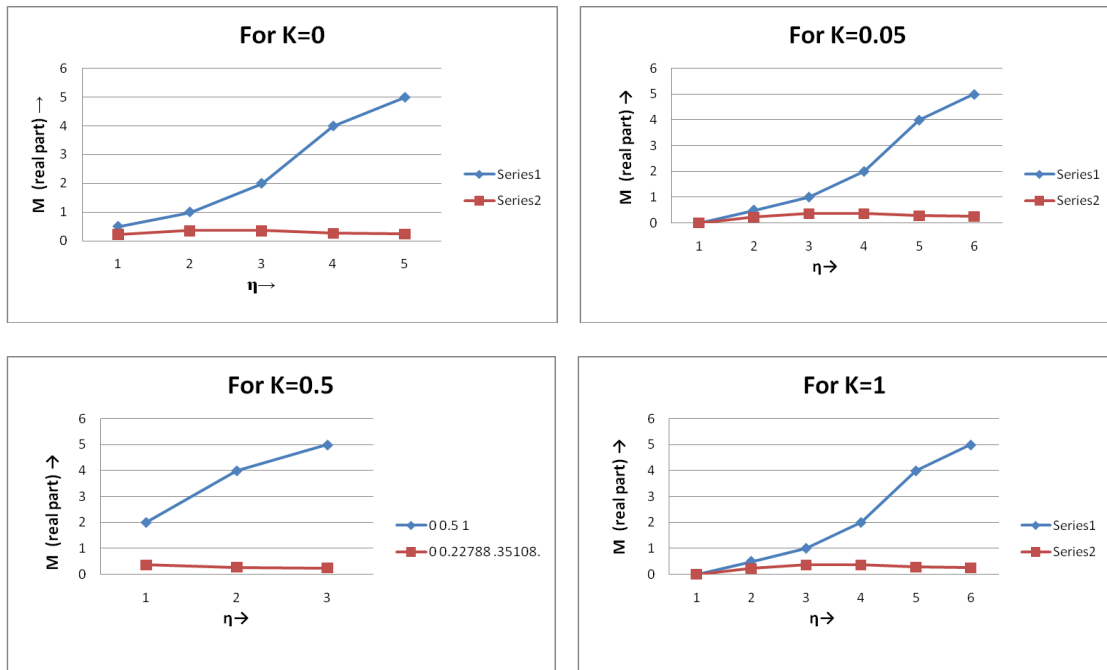 For K=0
M (real part) →
6
5
4
3
2
1
0
1 2 3 4 5
η→
Series1
Series2
For K=0.05
M (real part) →
6
5
4
3
2
1
0
1 2 3 4 5 6
η→
Series1
Series2
For K=0.5
M (real part) →
6
5
4
3
2
1
0
1 2 3
η→
0 0.5 1
0 0.22788 .35108.
For K=1
M (real part) →
6
5
4
3
2
1
0
1 2 3 4 5 6
η→
Series1
Series2